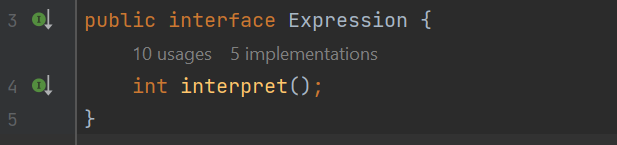 3 public interface Expression {
10 usages 5 implementations
4 int interpret();
5 }